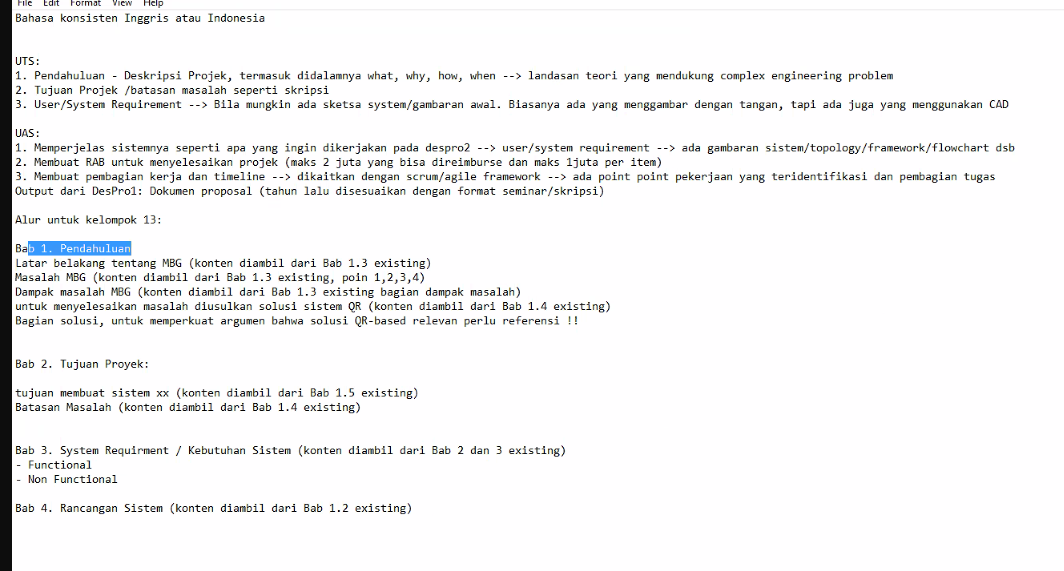 File Edit Format View Help
Bahasa konsisten Inggris atau Indonesia
UTS:
1. Pendahuluan - Deskripsi Projek, termasuk didalamnya what, why, how, when --> landasan teori yang mendukung complex engineering problem
2. Tujuan Projek /batasan masalah seperti skripsi
3. User/System Requirement --> Bila mungkin ada sketsa system/gambaran awal. Biasanya ada yang menggambar dengan tangan, tapi ada juga yang menggunakan CAD
UAS:
1. Memperjelas sistemnya seperti apa yang ingin dikerjakan pada despro2 --> user/system requirement --> ada gambaran sistem/topology/framework/flowchart dsb
2. Membuat RAB untuk menyelesaikan projek (maks 2 juta yang bisa direimburse dan maks 1juta per item)
3. Membuat pembagian kerja dan timeline --> dikaitkan dengan scrum/agile framework --> ada point point pekerjaan yang teridentifikasi dan pembagian tugas
Output dari DesPro1: Dokumen proposal (tahun lalu disesuaikan dengan format seminar/skripsi)
Alur untuk kelompok 13:
Bab 1. Pendahuluan
Latar belakang tentang MBG (konten diambil dari Bab 1.3 existing)
Masalah MBG (konten diambil dari Bab 1.3 existing, poin 1,2,3,4)
Dampak masalah MBG (konten diambil dari Bab 1.3 existing bagian dampak masalah)
untuk menyelesaikan masalah diusulkan solusi sistem QR (konten diambil dari Bab 1.4 existing)
Bagian solusi, untuk memperkuat argumen bahwa solusi QR-based relevan perlu referensi !!
Bab 2. Tujuan Proyek:
tujuan membuat sistem xx (konten diambil dari Bab 1.5 existing)
Batasan Masalah (konten diambil dari Bab 1.4 existing)
Bab 3. System Requirment / Kebutuhan Sistem (konten diambil dari Bab 2 dan 3 existing)
- Functional
- Non Functional
Bab 4. Rancangan Sistem (konten diambil dari Bab 1.2 existing)